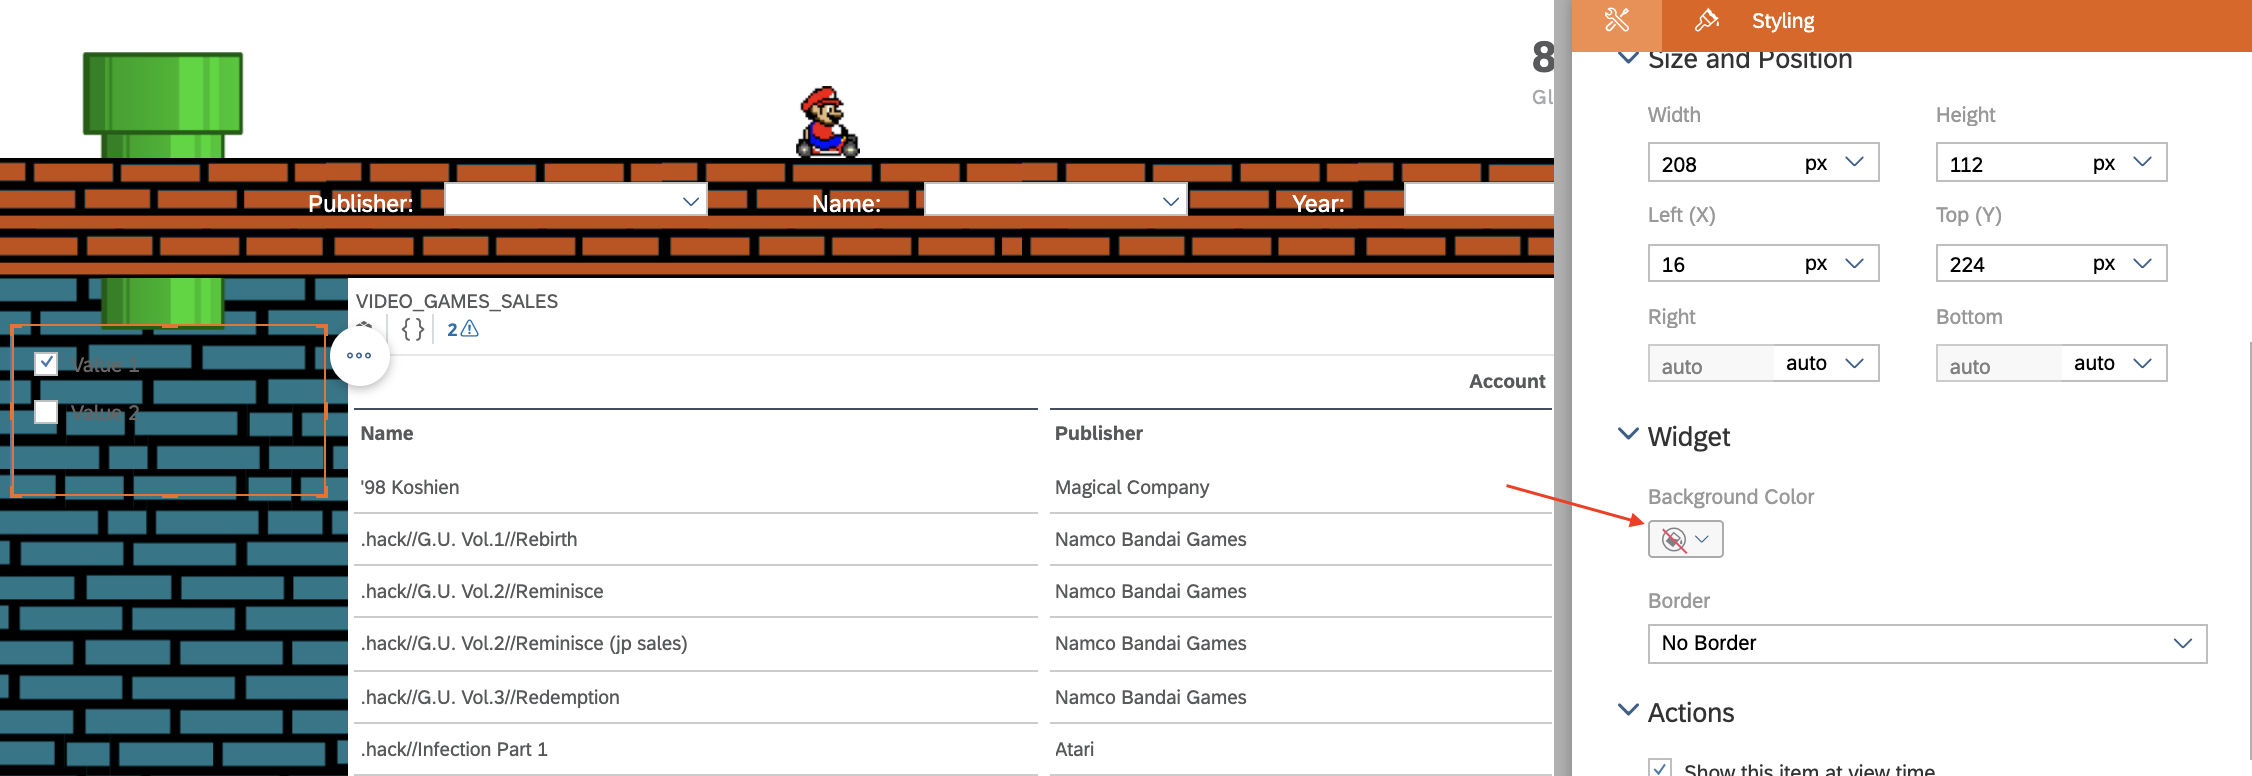 8
Gl
Publisher:
Name:
Year:
VIDEO_GAMES_SALES
{}
2
Value 1
Value 2
Account
Name
Publisher
'98 Koshien
Magical Company
.hack//G.U. Vol.1//Rebirth
Namco Bandai Games
.hack//G.U. Vol.2//Reminisce
Namco Bandai Games
.hack//G.U. Vol.2//Reminisce (jp sales)
Namco Bandai Games
.hack//G.U. Vol.3//Redemption
Namco Bandai Games
.hack//Infection Part 1
Atari
Styling
Size and Position
Width
Height
208 px
112 px
Left (X)
Top (Y)
16 px
224 px
Right
Bottom
auto auto
auto auto
Widget
Background Color
Border
No Border
Actions
Show this item at view time